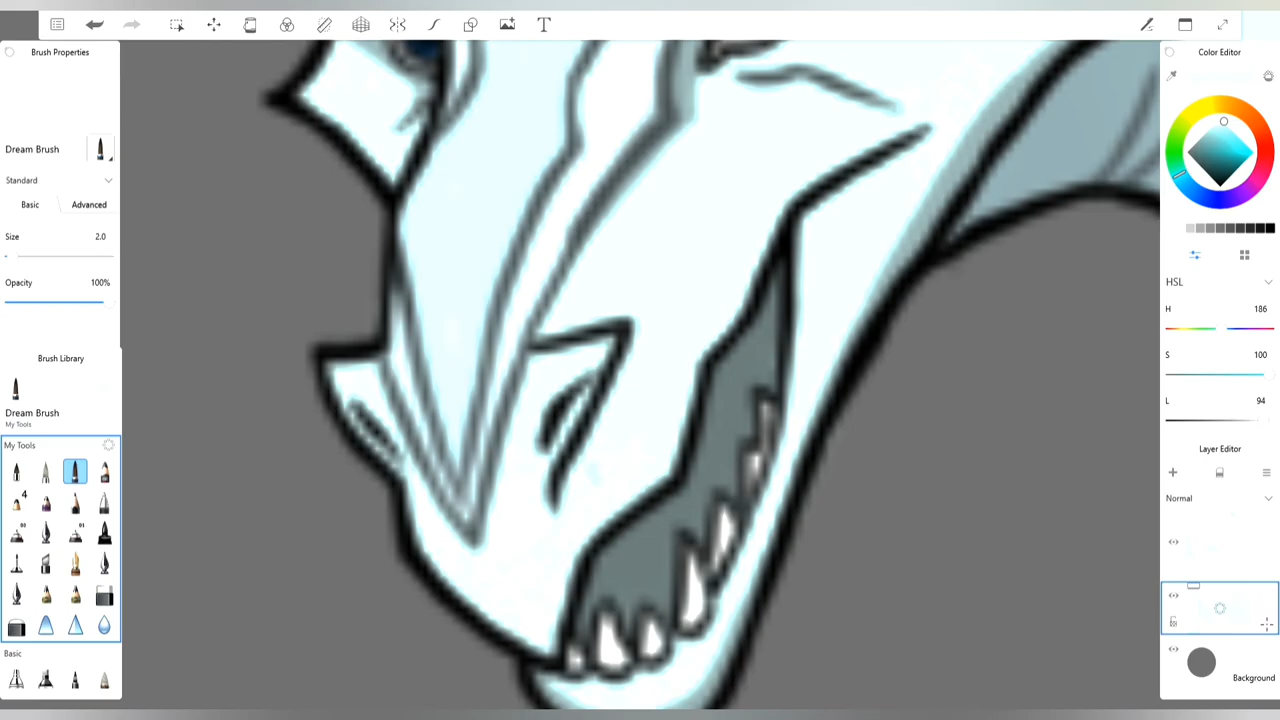 T
Brush Properties
Dream Brush
Standard
Basic
Advanced
Size
2.0
Opacity
100%
Brush Library
Dream Brush
My Tools
My Tools
4
Basic
Color Editor
HSL
H
186
S
100
L
94
Layer Editor
Normal
Background